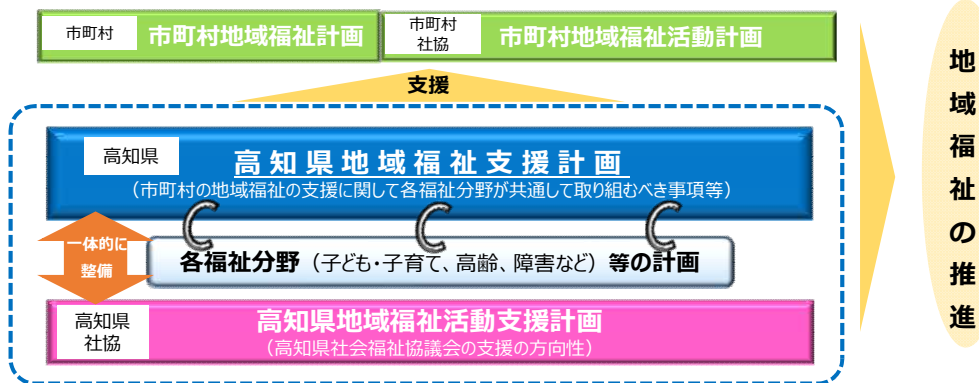 市町村
市町村地域福祉計画
市町村
社協
市町村地域福祉活動計画
支援
高知県
高知県地域福祉支援計画
（市町村の地域福祉の支援に関して各福祉分野が共通して取り組むべき事項等）
一体的に
整備
各福祉分野（子ども・子育て、高齢、障害など）等の計画
高知県
社協
高知県地域福祉活動支援計画
（高知県社会福祉協議会の支援の方向性）
地域福祉の推進